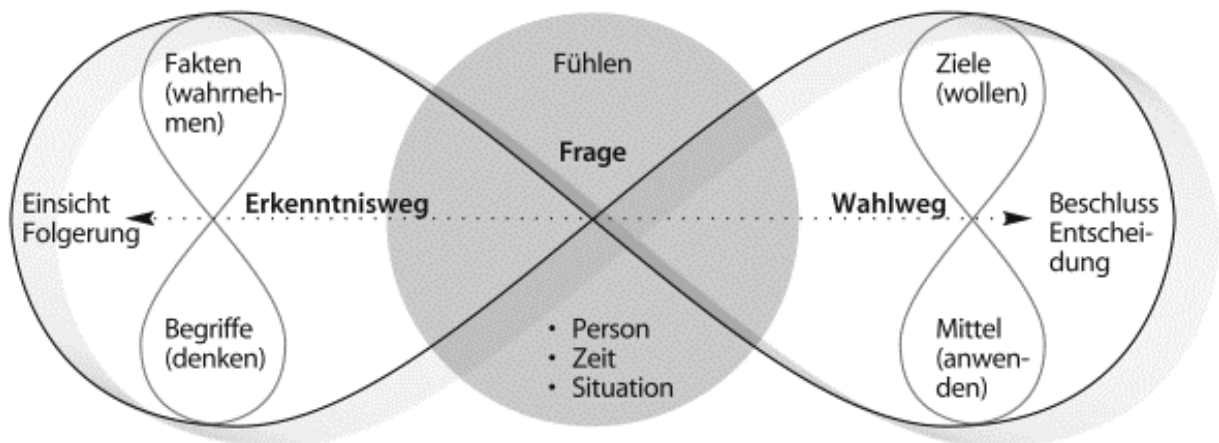 Fakten
(wahrneh-
men)
Fühlen
Ziele
(wollen)
Frage
Einsicht
Folgerung
Erkenntnisweg
Wahlweg
Beschluss
Entschei-
dung
Begriffe
(denken)
• Person
• Zeit
• Situation
Mittel
(anwen-
den)